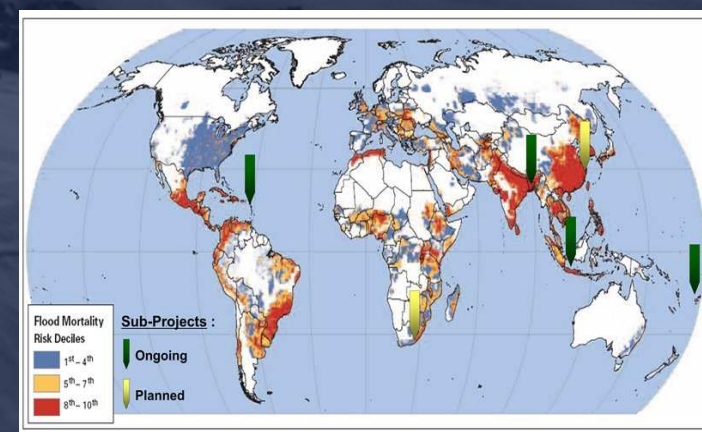 Flood Mortality
Risk Deciles
1st–4th
5th–7th
8th–10th
Sub-Projects :
Ongoing
Planned